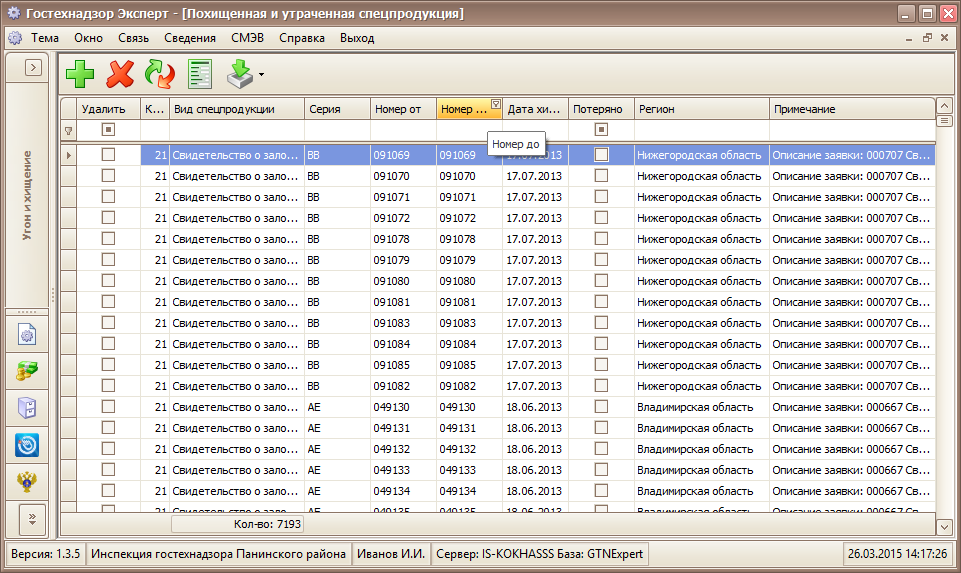 Гостехнадзор Эксперт - [Похищенная и утраченная спецпродукция]
Тема Окно Связь Сведения СМЭВ Справка Выход
Угон и хищение
Удалить К... Вид спецпродукции Серия Номер от Номер ... Дата хи... Потеряно Регион Примечание
Номер до
21 Свидетельство о зало... ВВ 091069 091069 17.07.2013 Нижегородская область Описание заявки: 000707 Св...
21 Свидетельство о зало... ВВ 091070 091070 17.07.2013 Нижегородская область Описание заявки: 000707 Св...
21 Свидетельство о зало... ВВ 091071 091071 17.07.2013 Нижегородская область Описание заявки: 000707 Св...
21 Свидетельство о зало... ВВ 091072 091072 17.07.2013 Нижегородская область Описание заявки: 000707 Св...
21 Свидетельство о зало... ВВ 091078 091078 17.07.2013 Нижегородская область Описание заявки: 000707 Св...
21 Свидетельство о зало... ВВ 091079 091079 17.07.2013 Нижегородская область Описание заявки: 000707 Св...
21 Свидетельство о зало... ВВ 091080 091080 17.07.2013 Нижегородская область Описание заявки: 000707 Св...
21 Свидетельство о зало... ВВ 091081 091081 17.07.2013 Нижегородская область Описание заявки: 000707 Св...
21 Свидетельство о зало... ВВ 091083 091083 17.07.2013 Нижегородская область Описание заявки: 000707 Св...
21 Свидетельство о зало... ВВ 091084 091084 17.07.2013 Нижегородская область Описание заявки: 000707 Св...
21 Свидетельство о зало... ВВ 091085 091085 17.07.2013 Нижегородская область Описание заявки: 000707 Св...
21 Свидетельство о зало... ВВ 091082 091082 17.07.2013 Нижегородская область Описание заявки: 000707 Св...
21 Свидетельство о зало... АЕ 049130 049130 18.06.2013 Владимирская область Описание заявки: 000667 Св...
21 Свидетельство о зало... АЕ 049131 049131 18.06.2013 Владимирская область Описание заявки: 000667 Св...
21 Свидетельство о зало... АЕ 049132 049132 18.06.2013 Владимирская область Описание заявки: 000667 Св...
21 Свидетельство о зало... АЕ 049133 049133 18.06.2013 Владимирская область Описание заявки: 000667 Св...
21 Свидетельство о зало... АЕ 049134 049134 18.06.2013 Владимирская область Описание заявки: 000667 Св...
Кол-во: 7193
Версия: 1.3.5 Инспекция гостехнадзора Панинского района Иванов И.И. Сервер: IS-KOKHASSS База: GTNExpert 26.03.2015 14:17:26